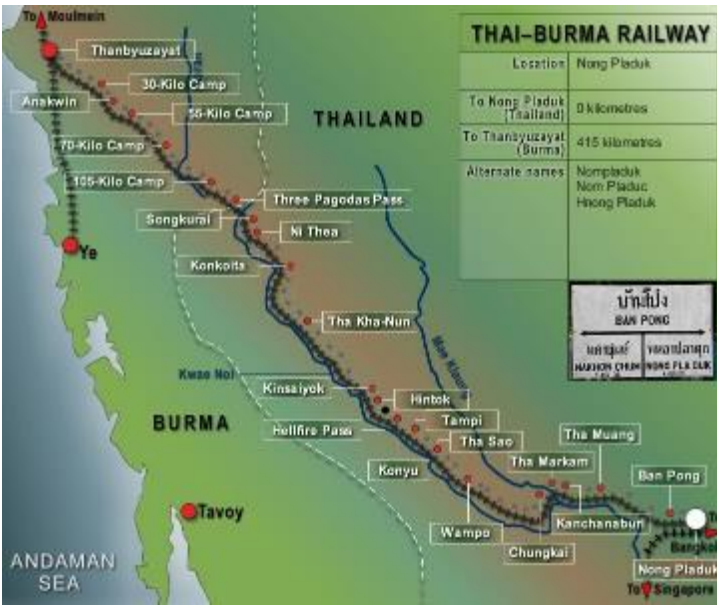 To Moulmein
THAI–BURMA RAILWAY
Location
Nong Pladuk
To Nong Pladuk
(Thailand)
0 kilometres
To Thanbyuzayat
(Burma)
415 kilometres
Alternate names
Nompladuk
Nom Pladuc
Hnong Pladuk
Thanbyuzayat
30-Kilo Camp
Anakwin
55-Kilo Camp
THAILAND
70-Kilo Camp
105-Kilo Camp
Three Pagodas Pass
Songkurai
Ni Thea
Ye
Konkoita
บ้านโป่ง
BAN PONG
NONG PLADUK
Tha Kha-Nun
Kwae Noi
Kinsaiyok
Hintok
BURMA
Hellfire Pass
Tampi
Tha Sao
Tha Muang
Konyu
Tha Markam
Ban Pong
Tavoy
Wampo
Kanchanaburi
Chungkai
Bangkok
ANDAMAN
SEA
Nong Pladuk
To Singapore